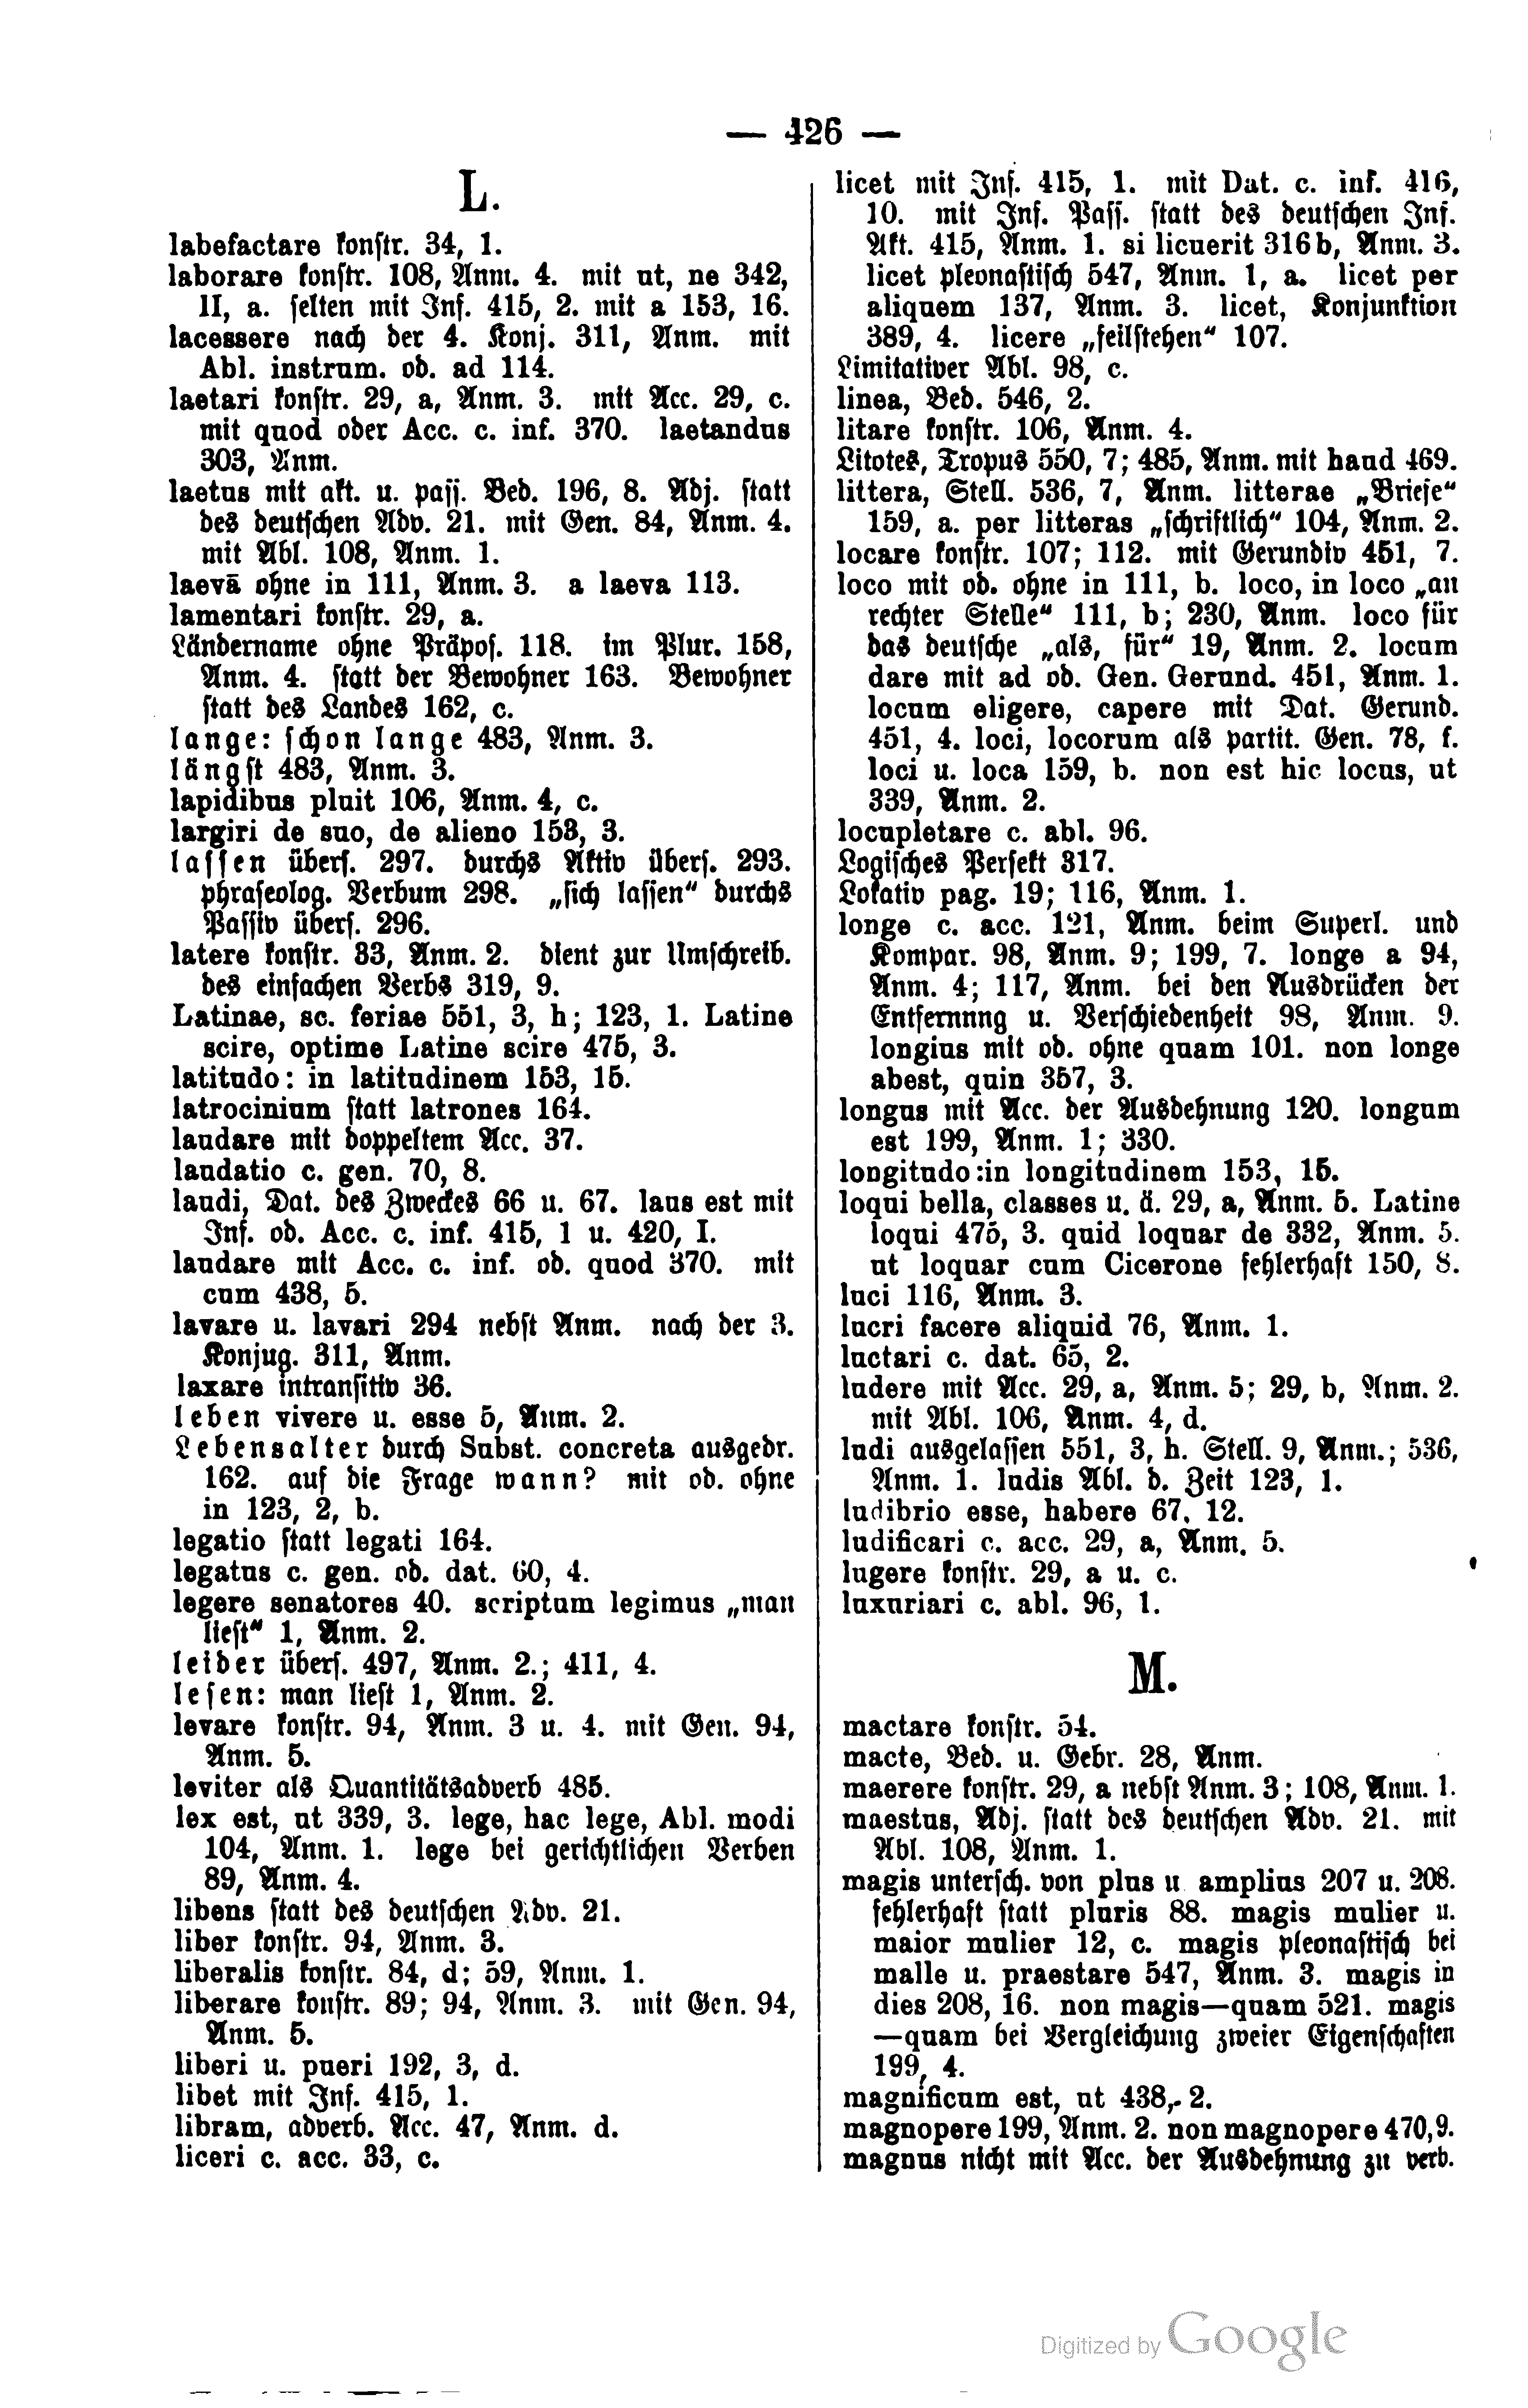 — 426 —
L.
labefactare konstr. 34, 1.
laborare konstr. 108, Anm. 4. mit ut, ne 342,
II, a. selten mit Inf. 415, 2. mit a 153, 16.
lacessere nach der 4. Konj. 311, Anm. mit
Abl. instrum. od. ad 114.
laetari konstr. 29, a, Anm. 3. mit Acc. 29, c.
mit quod oder Acc. c. inf. 370. laetandus
303, Anm.
laetus mit akt. u. pass. Bed. 196, 8. Adj. statt
des deutschen Adv. 21. mit Gen. 84, Anm. 4.
mit Abl. 108, Anm. 1.
laevā ohne in 111, Anm. 3. a laeva 113.
lamentari konstr. 29, a.
Ländername ohne Präpos. 118. im Plur. 158,
Anm. 4. statt der Bewohner 163. Bewohner
statt des Landes 162, c.
lange: schon lange 483, Anm. 3.
längst 483, Anm. 3.
lapidibus pluit 106, Anm. 4, c.
largiri de suo, de alieno 153, 3.
lassen übers. 297. durchs Aktiv übers. 293.
phraseolog. Verbum 298. „sich lassen“ durchs
Passiv übers. 296.
latere konstr. 33, Anm. 2. dient zur Umschreib.
des einfachen Verbs 319, 9.
Latinae, sc. feriae 551, 3, h; 123, 1. Latine
scire, optime Latine scire 475, 3.
latitudo: in latitudinem 153, 15.
latrocinium statt latrones 164.
laudare mit doppeltem Acc. 37.
laudatio c. gen. 70, 8.
laudi, Dat. des Zweckes 66 u. 67. laus est mit
Inf. od. Acc. c. inf. 415, 1 u. 420, I.
laudare mit Acc. c. inf. od. quod 370. mit
cum 438, 5.
lavare u. lavari 294 nebst Anm. nach der 3.
Konjug. 311, Anm.
laxare intransitiv 36.
leben vivere u. esse 5, Anm. 2.
Lebensalter durch Subst. concreta ausgedr.
162. auf die Frage wann? mit od. ohne
in 123, 2, b.
legatio statt legati 164.
legatus c. gen. od. dat. 60, 4.
legere senatores 40. scriptum legimus „man
liest“ 1, Anm. 2.
leider übers. 497, Anm. 2.; 411, 4.
lesen: man liest 1, Anm. 2.
levare konstr. 94, Anm. 3 u. 4. mit Gen. 94,
Anm. 5.
leviter als Quantitätsadverb 485.
lex est, ut 339, 3. lege, hac lege, Abl. modi
104, Anm. 1. lege bei gerichtlichen Verben
89, Anm. 4.
libens statt des deutschen Adv. 21.
liber konstr. 94, Anm. 3.
liberalis konstr. 84, d; 59, Anm. 1.
liberare konstr. 89; 94, Anm. 3. mit Gen. 94,
Anm. 5.
liberi u. pueri 192, 3, d.
libet mit Inf. 415, 1.
libram, adverb. Acc. 47, Anm. d.
liceri c. acc. 33, c.
licet mit Inf. 415, 1. mit Dat. c. inf. 416,
10. mit Inf. Pass. statt des deutschen Inf.
Akt. 415, Anm. 1. si licuerit 316b, Anm. 3.
licet pleonastisch 547, Anm. 1, a. licet per
aliquem 137, Anm. 3. licet, Konjunktion
389, 4. licere „feilstehen“ 107.
Limitativer Abl. 98, c.
linea, Bed. 546, 2.
litare konstr. 106, Anm. 4.
Litotes, Tropus 550, 7; 485, Anm. mit haud 469.
littera, Stell. 536, 7, Anm. litterae „Briefe“
159, a. per litteras „schriftlich“ 104, Anm. 2.
locare konstr. 107; 112. mit Gerundiv 451, 7.
loco mit od. ohne in 111, b. loco, in loco „an
rechter Stelle“ 111, b; 230, Anm. loco für
das deutsche „als, für“ 19, Anm. 2. locum
dare mit ad od. Gen. Gerund. 451, Anm. 1.
locum eligere, capere mit Dat. Gerund.
451, 4. loci, locorum als partit. Gen. 78, f.
loci u. loca 159, b. non est hic locus, ut
339, Anm. 2.
locupletare c. abl. 96.
Logisches Perfekt 317.
Lokativ pag. 19; 116, Anm. 1.
longe c. acc. 121, Anm. beim Superl. und
Kompar. 98, Anm. 9; 199, 7. longe a 94,
Anm. 4; 117, Anm. bei den Ausdrücken der
Entfernnng u. Verschiedenheit 98, Anm. 9.
longius mit od. ohne quam 101. non longe
abest, quin 357, 3.
longus mit Acc. der Ausdehnung 120. longum
est 199, Anm. 1; 330.
longitudo :in longitudinem 153, 15.
loqui bella, classes u. ä. 29, a, Anm. 5. Latine
loqui 475, 3. quid loquar de 332, Anm. 5.
ut loquar cum Cicerone fehlerhaft 150, 8.
luci 116, Anm. 3.
lucri facere aliquid 76, Anm. 1.
luctari c. dat. 65, 2.
ludere mit Acc. 29, a, Anm. 5; 29, b, Anm. 2.
mit Abl. 106, Anm. 4, d.
ludi ausgelassen 551, 3, h. Stell. 9, Anm.; 536,
Anm. 1. ludis Abl. d. Zeit 123, 1.
ludibrio esse, habere 67, 12.
ludificari c. acc. 29, a, Anm. 5.
lugere konstr. 29, a u. c.
luxuriari c. abl. 96, 1.
M.
mactare konstr. 54.
macte, Bed. u. Gebr. 28, Anm.
maerere konstr. 29, a nebst Anm. 3; 108, Anm. 1.
maestus, Adj. statt des deutschen Adv. 21. mit
Abl. 108, Anm. 1.
magis untersch. von plus u amplius 207 u. 208.
fehlerhaft statt pluris 88. magis mulier u.
maior mulier 12, c. magis pleonastisch bei
malle u. praestare 547, Anm. 3. magis in
dies 208, 16. non magis—quam 521. magis
—quam bei Vergleichung zweier Eigenschaften
199, 4.
magnificum est, ut 438, 2.
magnopere 199, Anm. 2. non magnopere 470,9.
magnus nicht mit Acc. der Ausdehnung zu verb.
Digitized by Google